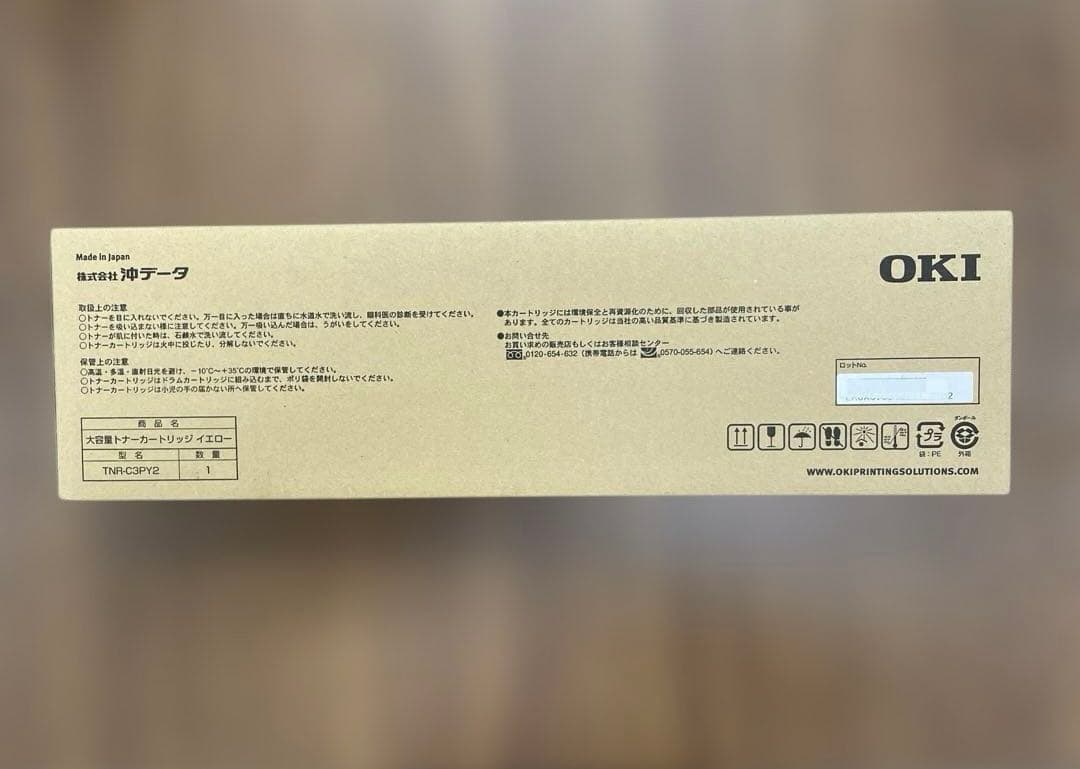 Made in Japan
株式会社 沖データ
OKI
取扱上の注意
○トナーを目に入れないでください。万一目に入った場合は直ちに水道水で洗い流し、眼科医の診断を受けてください。
○トナーを吸い込まない様に注意してください。万一吸い込んだ場合は、うがいをしてください。
○トナーが肌に付いた時は、石鹸水で洗い流してください。
○トナーカートリッジは火中に投じたり、分解しないでください。
保管上の注意
○高温・多湿・直射日光を避け、−10℃〜+35℃の環境で保管してください。
○トナーカートリッジはドラムカートリッジに組み込むまで、ポリ袋を開封しないでください。
○トナーカートリッジは小児の手の届かない所へ保管してください。
●本カートリッジには環境保全と再資源化のために、回収した部品が使用されている事が
あります。全てのカートリッジは当社の高い品質基準に基づき製造されています。
●お問い合せ先
お買い求めの販売店もしくはお客様相談センター
0120-654-632（携帯電話からは 0570-055-654）へご連絡ください。
ロットNo.
2
商品名
大容量トナーカートリッジ イエロー
型名 数量
TNR-C3PY2 1
プラ
袋：PE
ダンボール
外箱
WWW.OKIPRINTINGSOLUTIONS.COM